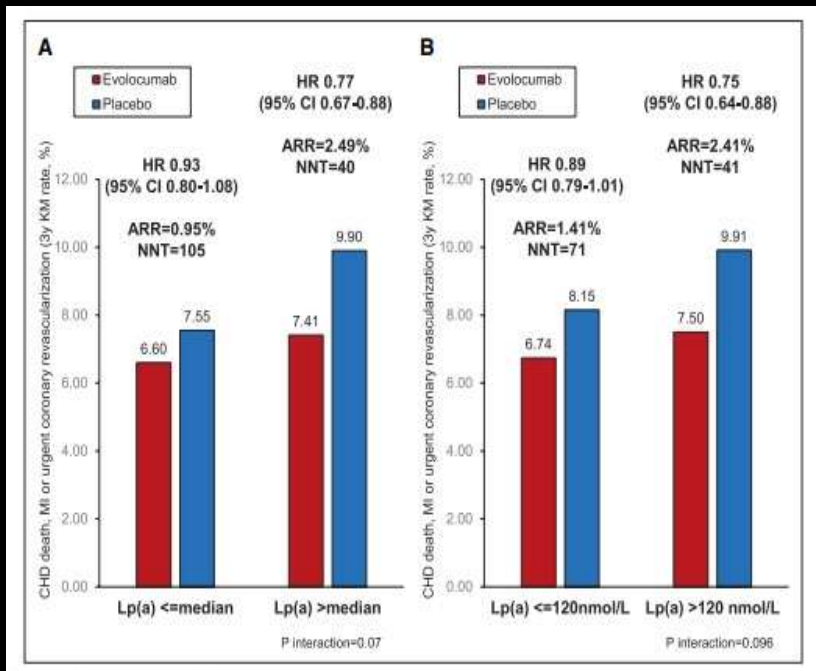 A
Evolocumab
Placebo
HR 0.77
(95% CI 0.67-0.88)
ARR=2.49%
NNT=40
HR 0.93
(95% CI 0.80-1.08)
ARR=0.95%
NNT=105
CHD death, MI or urgent coronary revascularization (3y KM rate, %)
12.00
10.00
8.00
6.00
4.00
2.00
0.00
6.60
7.55
7.41
9.90
Lp(a) <=median
Lp(a) >median
P interaction=0.07
B
Evolocumab
Placebo
HR 0.75
(95% CI 0.64-0.88)
ARR=2.41%
NNT=41
HR 0.89
(95% CI 0.79-1.01)
ARR=1.41%
NNT=71
CHD death, MI or urgent coronary revascularization (3y KM rate, %)
12.00
10.00
8.00
6.00
4.00
2.00
0.00
6.74
8.15
7.50
9.91
Lp(a) <=120nmol/L
Lp(a) >120 nmol/L
P interaction=0.096